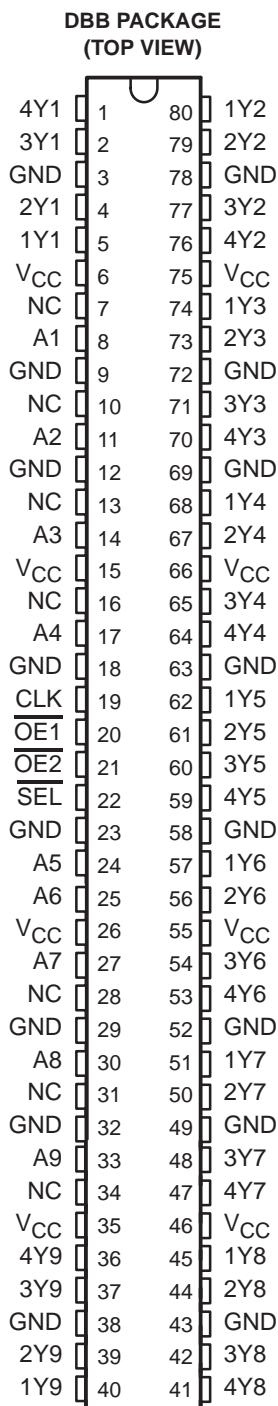 DBB PACKAGE
(TOP VIEW)
4Y1 1 80 1Y2
3Y1 2 79 2Y2
GND 3 78 GND
2Y1 4 77 3Y2
1Y1 5 76 4Y2
VCC 6 75 VCC
NC 7 74 1Y3
A1 8 73 2Y3
GND 9 72 GND
NC 10 71 3Y3
A2 11 70 4Y3
GND 12 69 GND
NC 13 68 1Y4
A3 14 67 2Y4
VCC 15 66 VCC
NC 16 65 3Y4
A4 17 64 4Y4
GND 18 63 GND
CLK 19 62 1Y5
OE1 20 61 2Y5
OE2 21 60 3Y5
SEL 22 59 4Y5
GND 23 58 GND
A5 24 57 1Y6
A6 25 56 2Y6
VCC 26 55 VCC
A7 27 54 3Y6
NC 28 53 4Y6
GND 29 52 GND
A8 30 51 1Y7
NC 31 50 2Y7
GND 32 49 GND
A9 33 48 3Y7
NC 34 47 4Y7
VCC 35 46 VCC
4Y9 36 45 1Y8
3Y9 37 44 2Y8
GND 38 43 GND
2Y9 39 42 3Y8
1Y9 40 41 4Y8